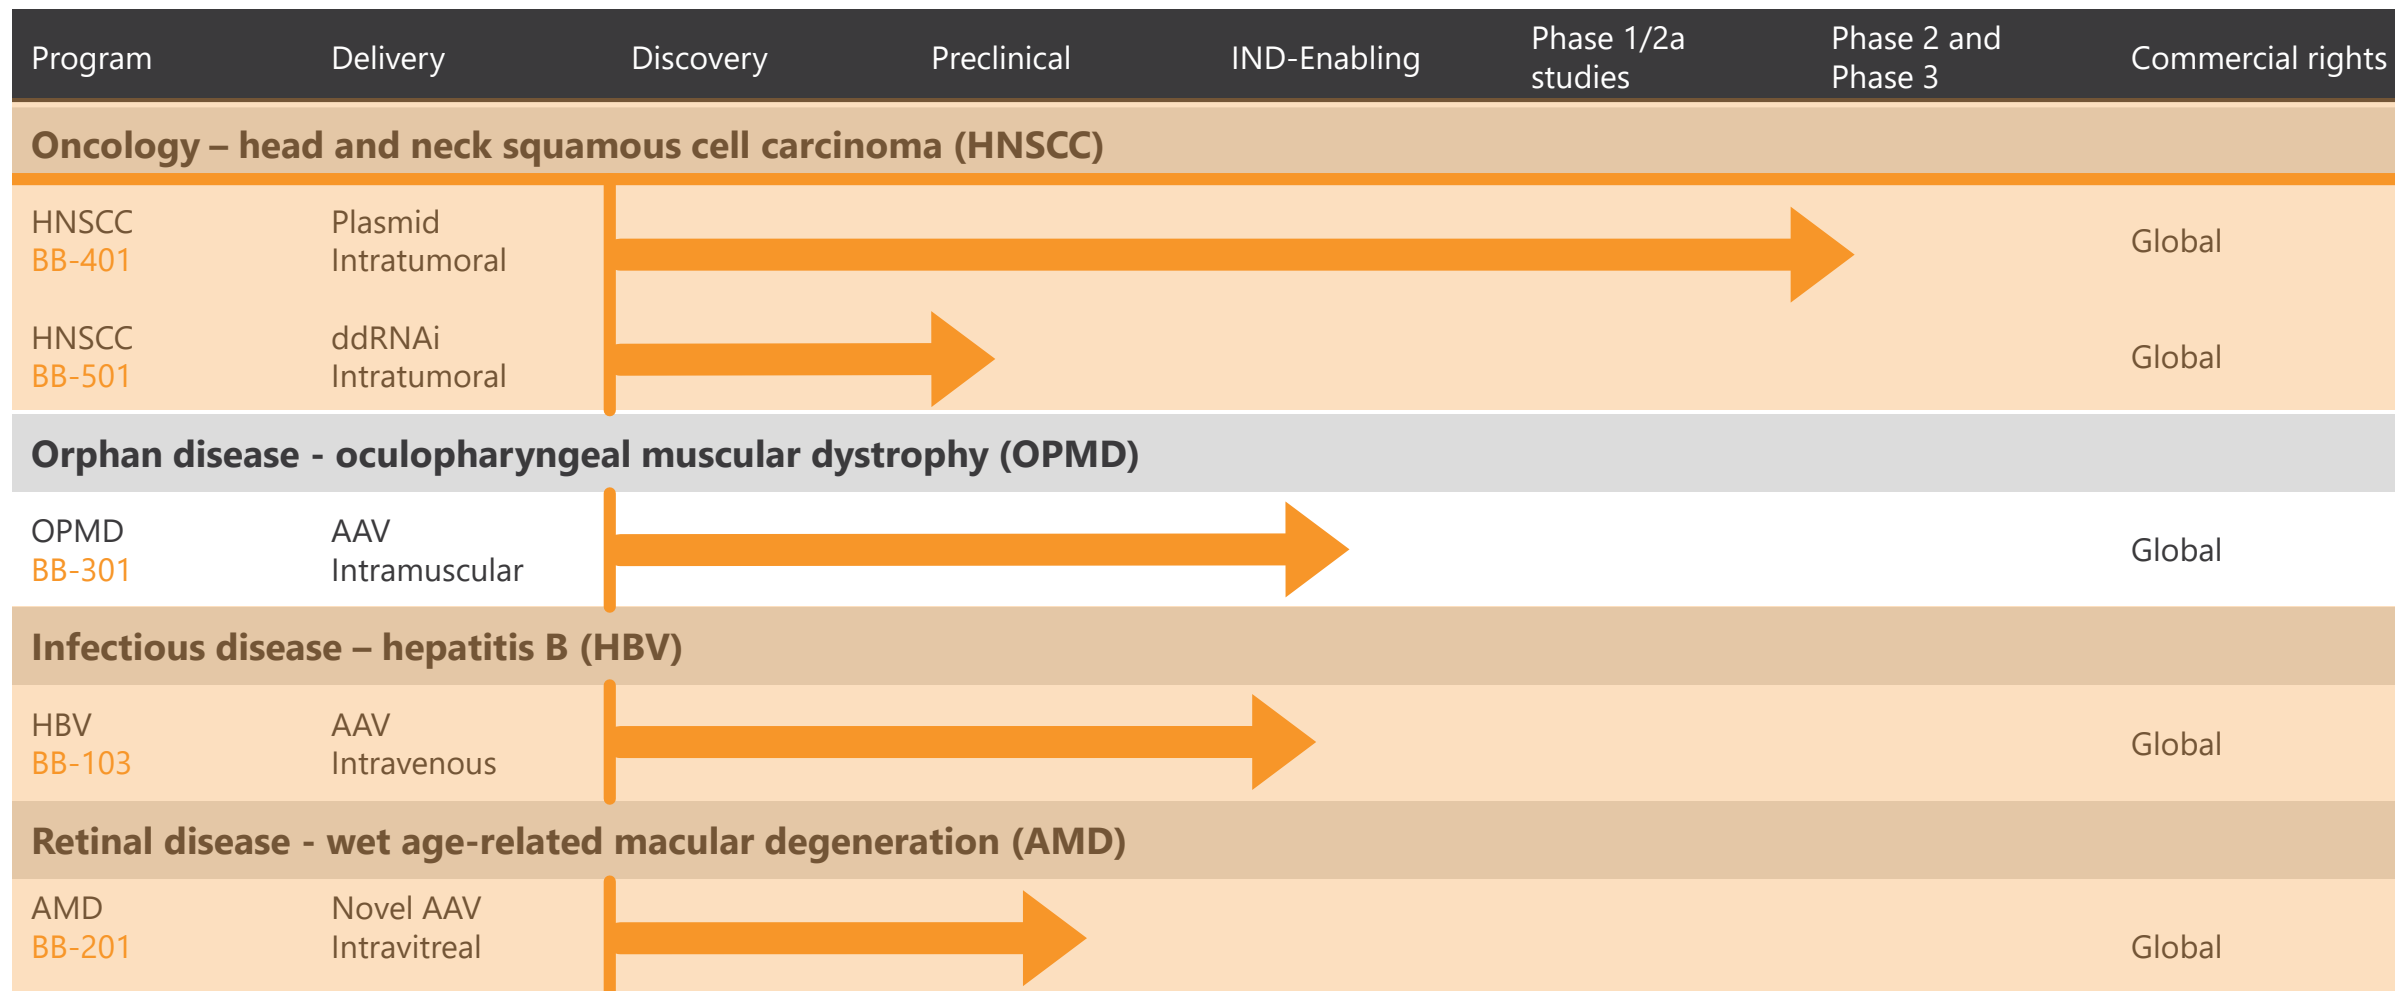 Program
Delivery
Discovery
Preclinical
IND-Enabling
Phase 1/2a
studies
Phase 2 and
Phase 3
Commercial rights
Oncology – head and neck squamous cell carcinoma (HNSCC)
HNSCC
BB-401
Plasmid
Intratumoral
Global
HNSCC
BB-501
ddRNAi
Intratumoral
Global
Orphan disease - oculopharyngeal muscular dystrophy (OPMD)
OPMD
BB-301
AAV
Intramuscular
Global
Infectious disease – hepatitis B (HBV)
HBV
BB-103
AAV
Intravenous
Global
Retinal disease - wet age-related macular degeneration (AMD)
AMD
BB-201
Novel AAV
Intravitreal
Global